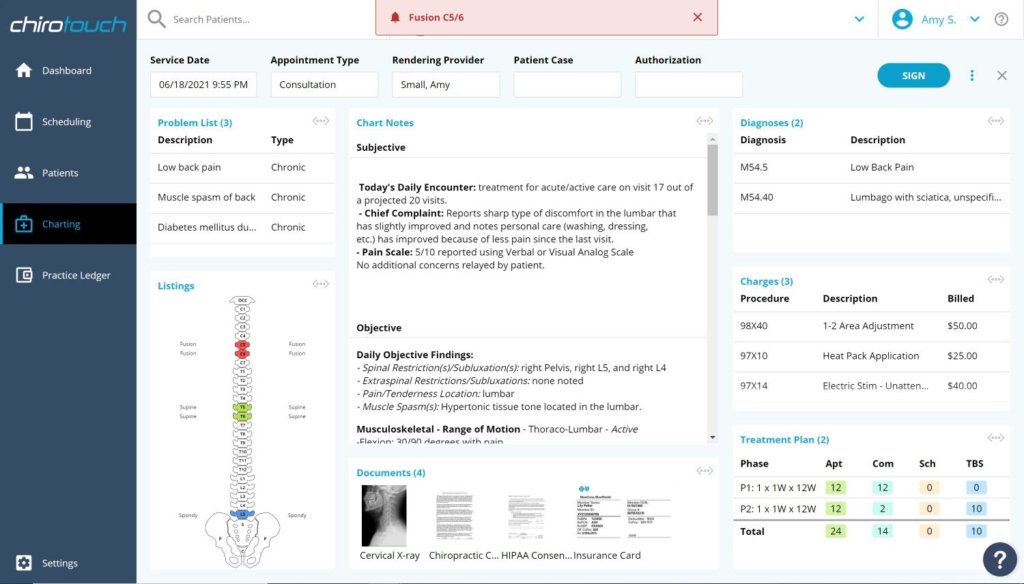 chirotouch
Search Patients...
Fusion C5/6
Amy S.
Dashboard
Scheduling
Patients
Charting
Practice Ledger
Settings
Service Date
Appointment Type
Rendering Provider
Patient Case
Authorization
06/18/2021 9:55 PM
Consultation
Small, Amy
SIGN
Problem List (3)
Description Type
Low back pain Chronic
Muscle spasm of back Chronic
Diabetes mellitus du... Chronic
Listings
OCC
C1
C2
C3
C4
Fusion C5 Fusion
Fusion C6 Fusion
C7
T1
T2
T3
T4
Supine T5 Supine
Supine T6 Supine
T7
T8
T9
T10
T11
T12
L1
L2
L3
L4
Spondy L5 Spondy
S
P P
Chart Notes
Subjective
Today's Daily Encounter: treatment for acute/active care on visit 17 out of
a projected 20 visits.
- Chief Complaint: Reports sharp type of discomfort in the lumbar that
has slightly improved and notes personal care (washing, dressing,
etc.) has improved because of less pain since the last visit.
- Pain Scale: 5/10 reported using Verbal or Visual Analog Scale
No additional concerns relayed by patient.
Objective
Daily Objective Findings:
- Spinal Restriction(s)/Subluxation(s): right Pelvis, right L5, and right L4
- Extraspinal Restrictions/Subluxations: none noted
- Pain/Tenderness Location: lumbar
- Muscle Spasm(s): Hypertonic tissue tone located in the lumbar.
Musculoskeletal - Range of Motion - Thoraco-Lumbar - Active
-Flexion: 30/90 degrees with pain
Documents (4)
Cervical X-ray
Chiropractic C...
HIPAA Consen...
Insurance Card
Diagnoses (2)
Diagnosis Description
M54.5 Low Back Pain
M54.40 Lumbago with sciatica, unspecifi...
Charges (3)
Procedure Description Billed
98X40 1-2 Area Adjustment $50.00
97X10 Heat Pack Application $25.00
97X14 Electric Stim - Unatten... $40.00
Treatment Plan (2)
Phase Apt Com Sch TBS
P1: 1 x 1W x 12W 12 12 0 0
P2: 1 x 1W x 12W 12 2 0 10
Total 24 14 0 10
?